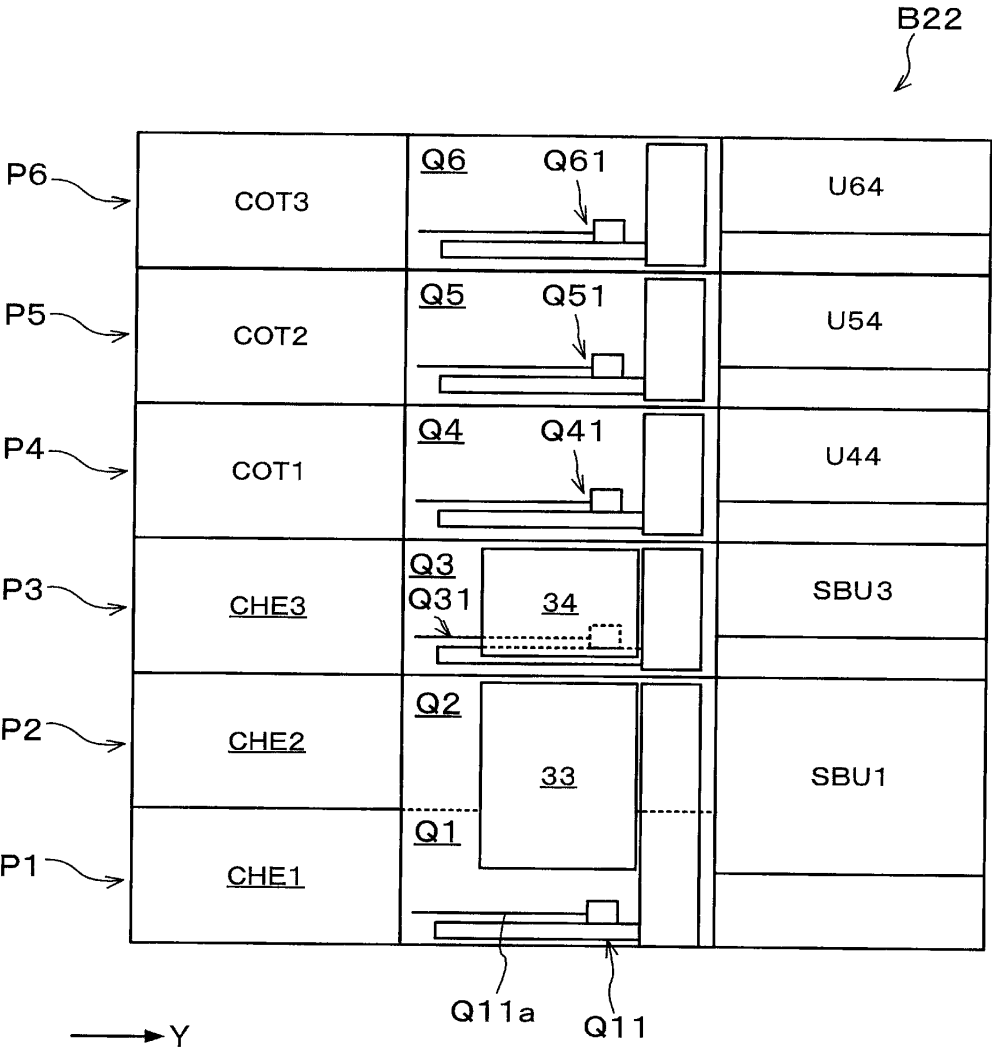 B22
P6
COT3
Q6
Q61
U64
P5
COT2
Q5
Q51
U54
P4
COT1
Q4
Q41
U44
P3
CHE3
Q3
Q31
34
SBU3
P2
CHE2
Q2
33
SBU1
P1
CHE1
Q1
Q11a
Q11
Y